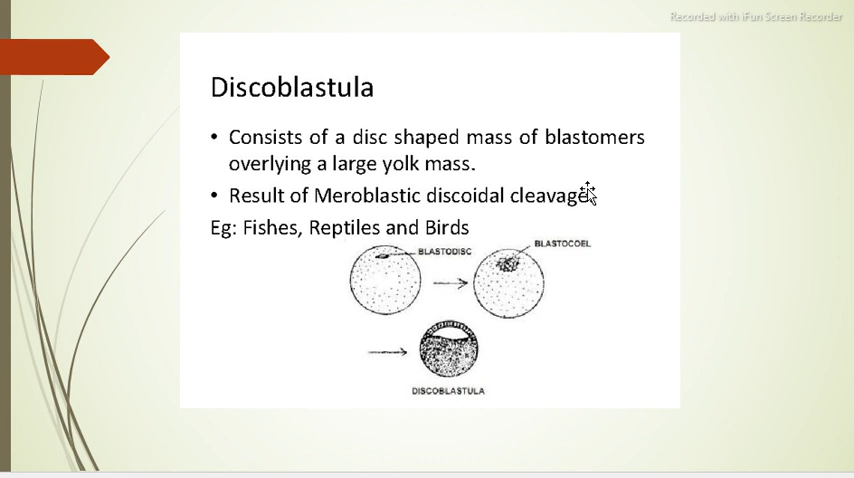 Recorded with iFun Screen Recorder
Discoblastula
• Consists of a disc shaped mass of blastomers
overlying a large yolk mass.
• Result of Meroblastic discoidal cleavage.
Eg: Fishes, Reptiles and Birds
BLASTODISC
BLASTOCOEL
DISCOBLASTULA